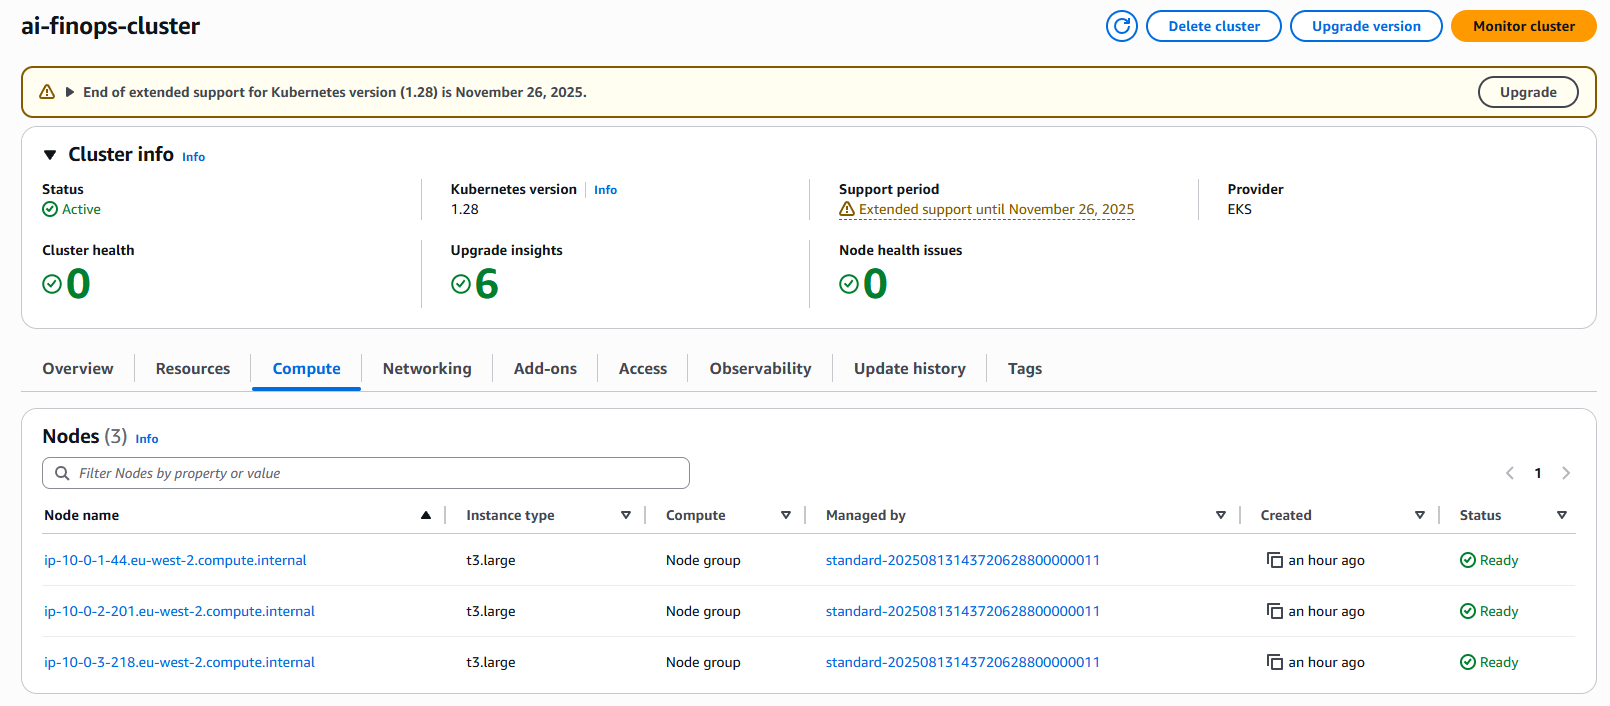 ai-finops-cluster
Delete cluster
Upgrade version
Monitor cluster
End of extended support for Kubernetes version (1.28) is November 26, 2025.
Upgrade
Cluster info Info
Status
Active
Kubernetes version Info
1.28
Support period
Extended support until November 26, 2025
Provider
EKS
Cluster health
0
Upgrade insights
6
Node health issues
0
Overview Resources Compute Networking Add-ons Access Observability Update history Tags
Nodes (3) Info
Filter Nodes by property or value
1
Node name Instance type Compute Managed by Created Status
ip-10-0-1-44.eu-west-2.compute.internal t3.large Node group standard-20250813143720628800000011 an hour ago Ready
ip-10-0-2-201.eu-west-2.compute.internal t3.large Node group standard-20250813143720628800000011 an hour ago Ready
ip-10-0-3-218.eu-west-2.compute.internal t3.large Node group standard-20250813143720628800000011 an hour ago Ready